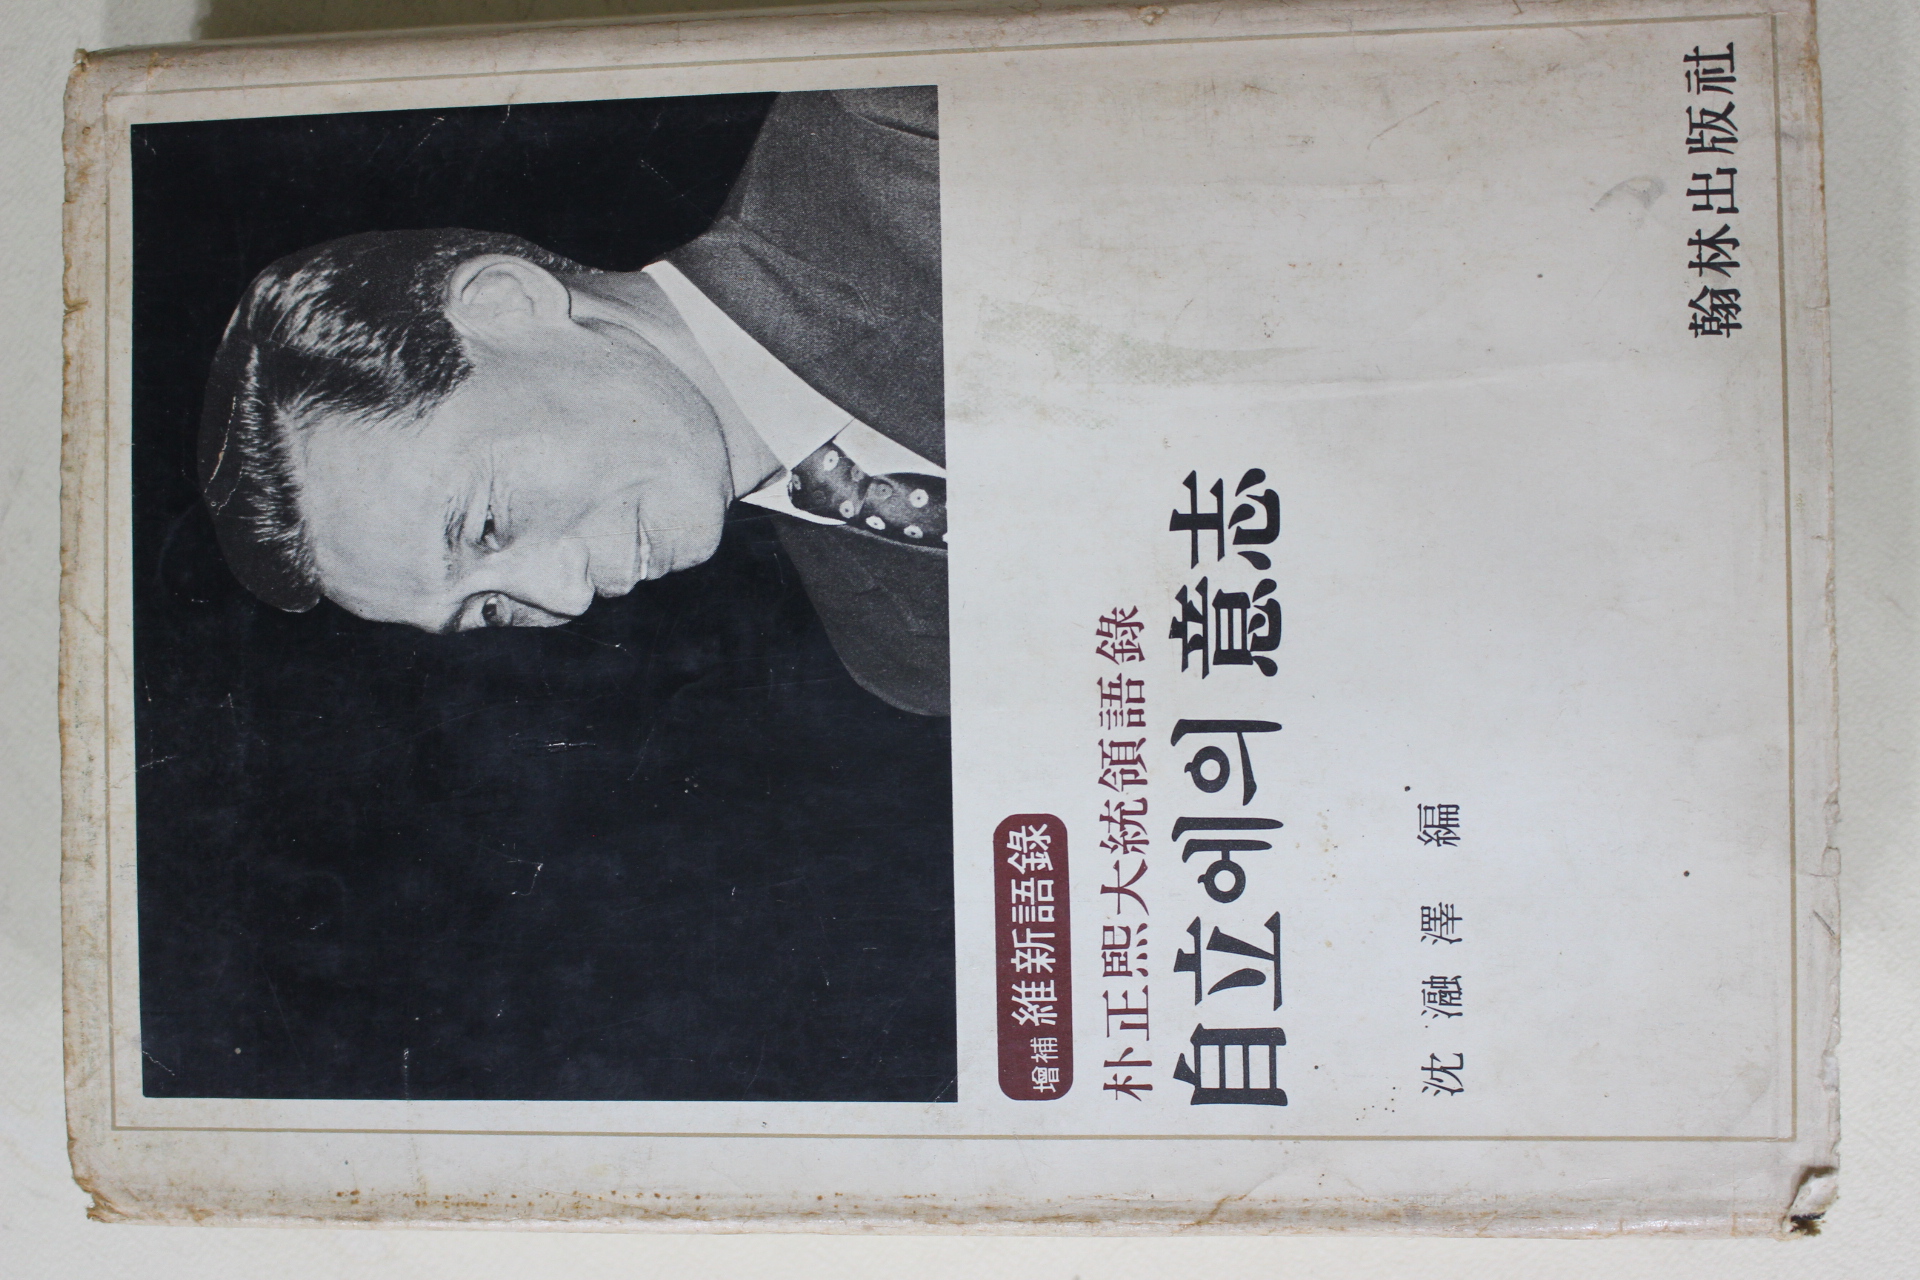 增補 維新語錄
朴正熙大統領語錄
自立에의 意志
沈瀜澤 編
翰林出版社